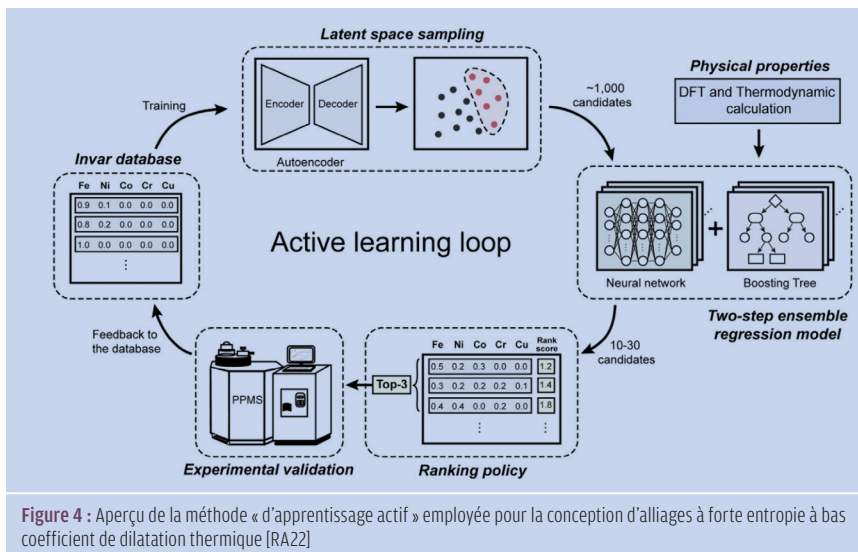 Latent space sampling
Encoder
Decoder
Autoencoder
Training
~1,000
candidates
Physical properties
DFT and Thermodynamic
calculation
Invar database
Fe Ni Co Cr Cu
0.9 0.1 0.0 0.0 0.0
0.8 0.2 0.0 0.0 0.0
1.0 0.0 0.0 0.0 0.0
⋮
Active learning loop
+
Neural network
Boosting Tree
Two-step ensemble
regression model
10-30
candidates
Feedback to
the database
PPMS
Experimental validation
Top-3
Fe Ni Co Cr Cu Rank score
0.5 0.2 0.3 0.0 0.0 1.2
0.3 0.2 0.2 0.2 0.1 1.4
0.4 0.4 0.0 0.2 0.0 1.8
⋮ ⋮
Ranking policy
Figure 4 : Aperçu de la méthode « d'apprentissage actif » employée pour la conception d'alliages à forte entropie à bas
coefficient de dilatation thermique [RA22]